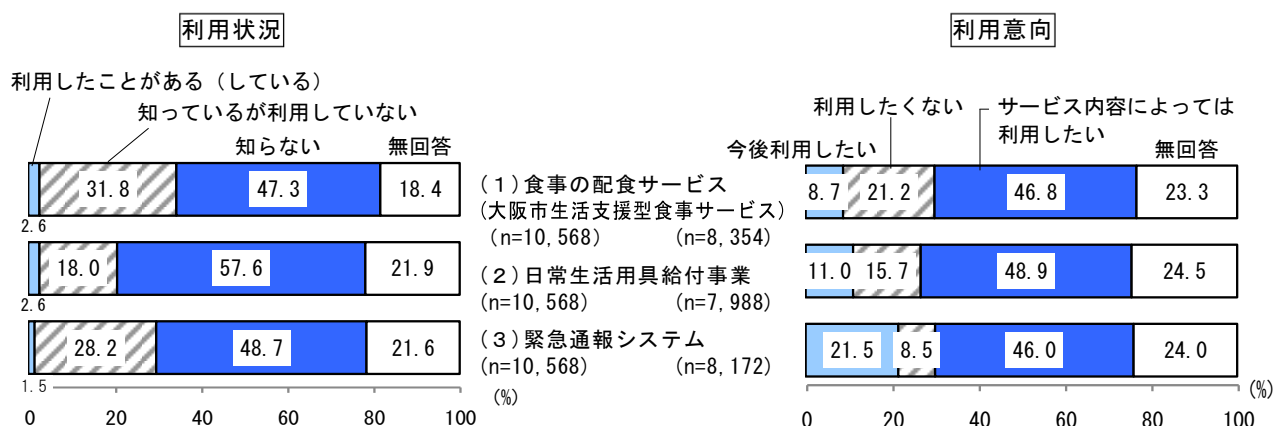 利用状況
利用意向
利用したことがある（している）
知っているが利用していない
知らない
無回答
利用したくない
サービス内容によっては
利用したい
今後利用したい
無回答
31.8
47.3
18.4
2.6
(1)食事の配食サービス
(大阪市生活支援型食事サービス)
(n=10,568)
(n=8,354)
8.7
21.2
46.8
23.3
18.0
57.6
21.9
2.6
(2)日常生活用具給付事業
(n=10,568)
(n=7,988)
11.0
15.7
48.9
24.5
28.2
48.7
21.6
1.5
(3)緊急通報システム
(n=10,568)
(n=8,172)
21.5
8.5
46.0
24.0
0 20 40 60 80 100
(%)
0 20 40 60 80 100
(%)